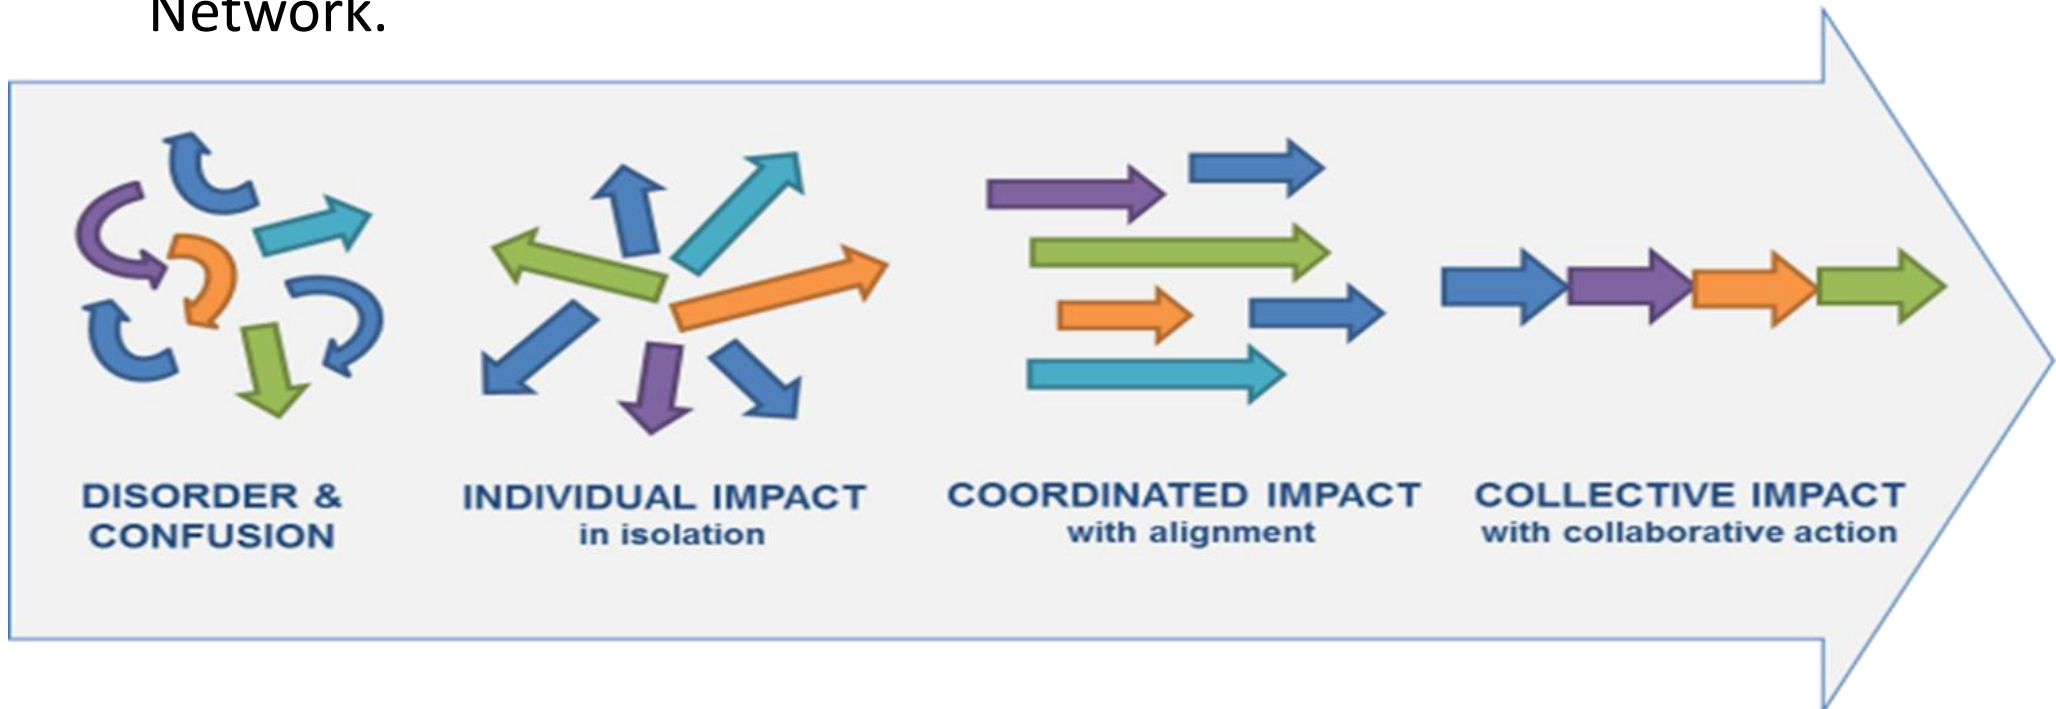 Network.
DISORDER &
CONFUSION
INDIVIDUAL IMPACT
in isolation
COORDINATED IMPACT
with alignment
COLLECTIVE IMPACT
with collaborative action